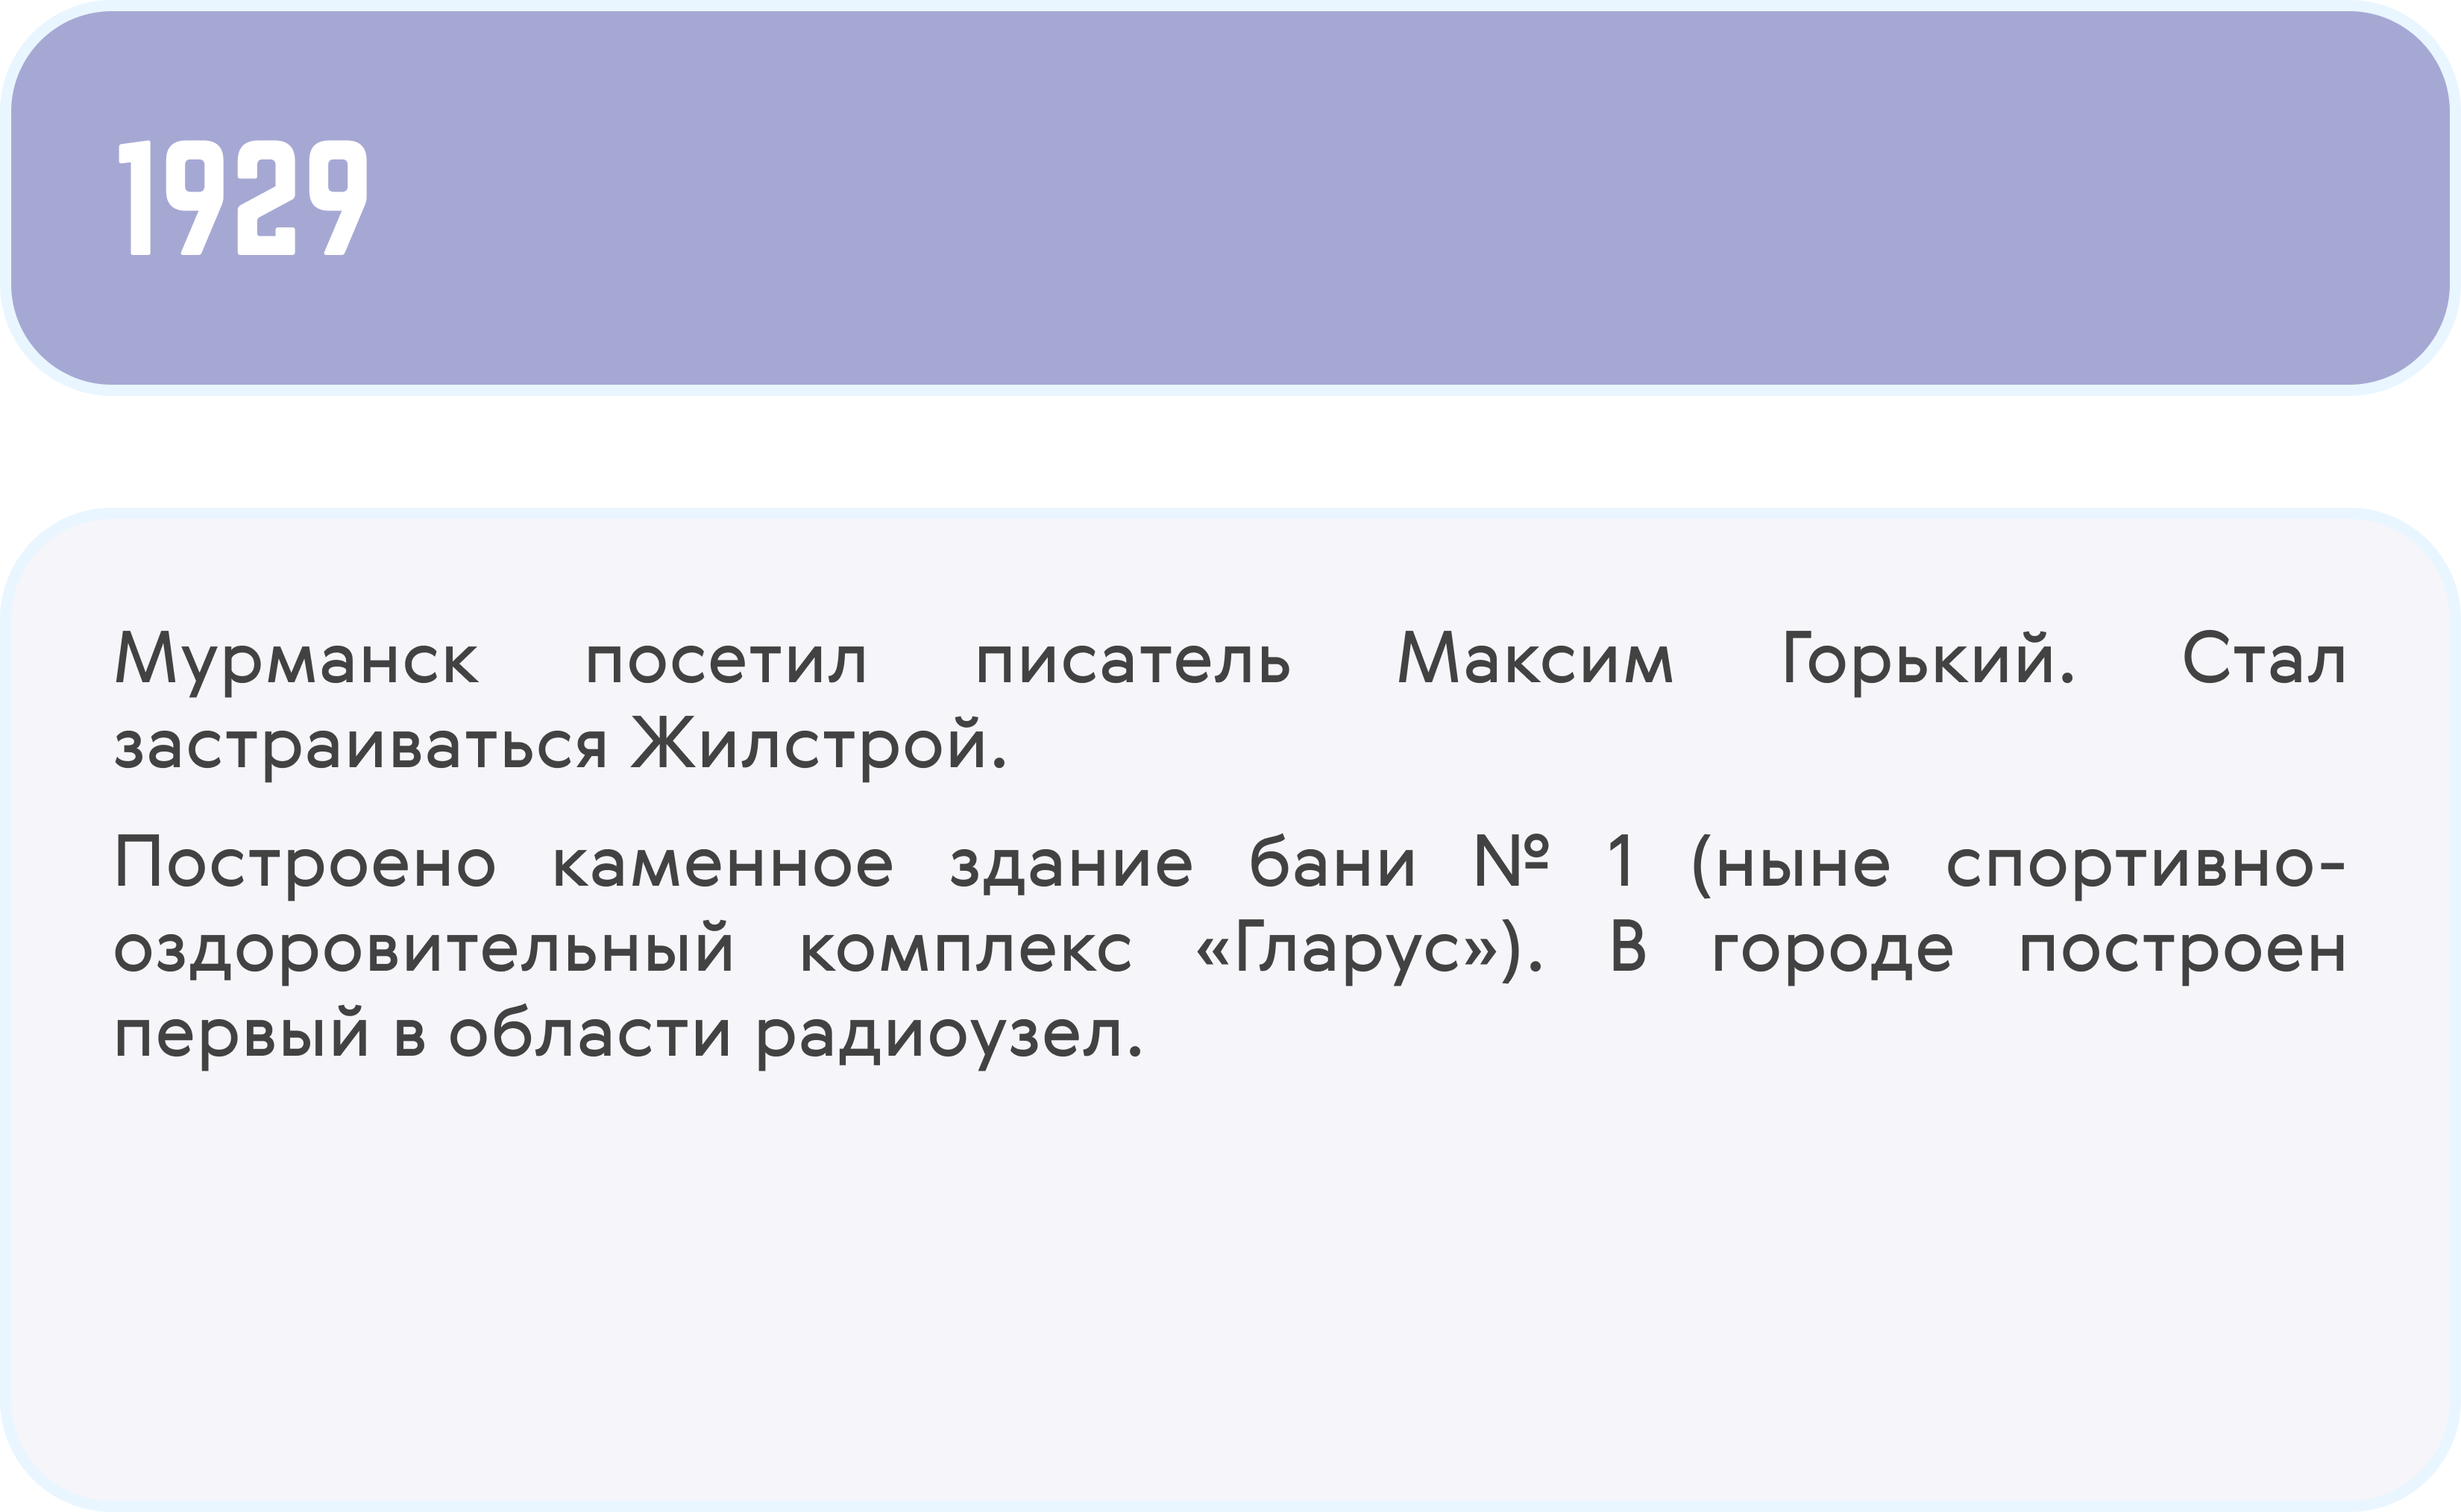 1929
Мурманск посетил писатель Максим Горький. Стал
застраиваться Жилстрой.
Построено каменное здание бани № 1 (ныне спортивно-
оздоровительный комплекс «Гларус»). В городе построен
первый в области радиоузел.